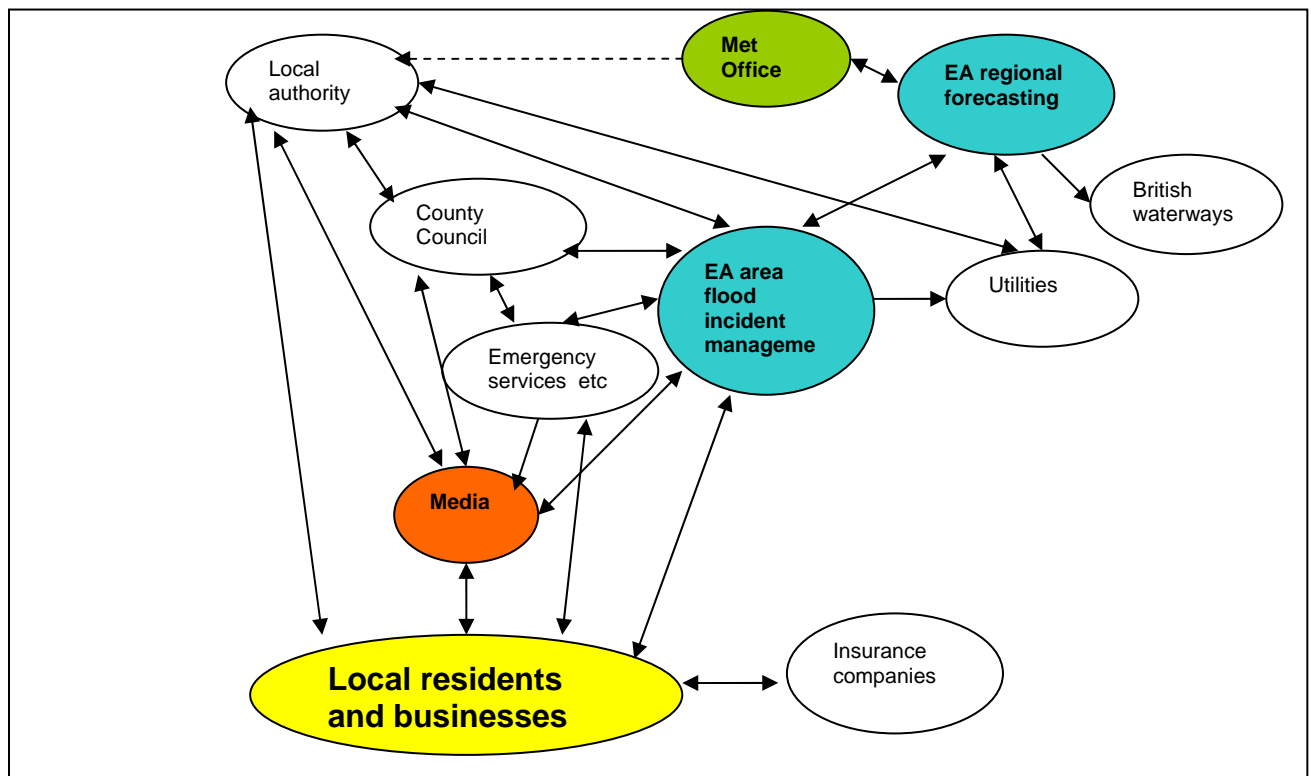 Met
Office
Local
authority
EA regional
forecasting
British
waterways
County
Council
EA area
flood
incident
manageme
Utilities
Emergency
services etc
Media
Insurance
companies
Local residents
and businesses